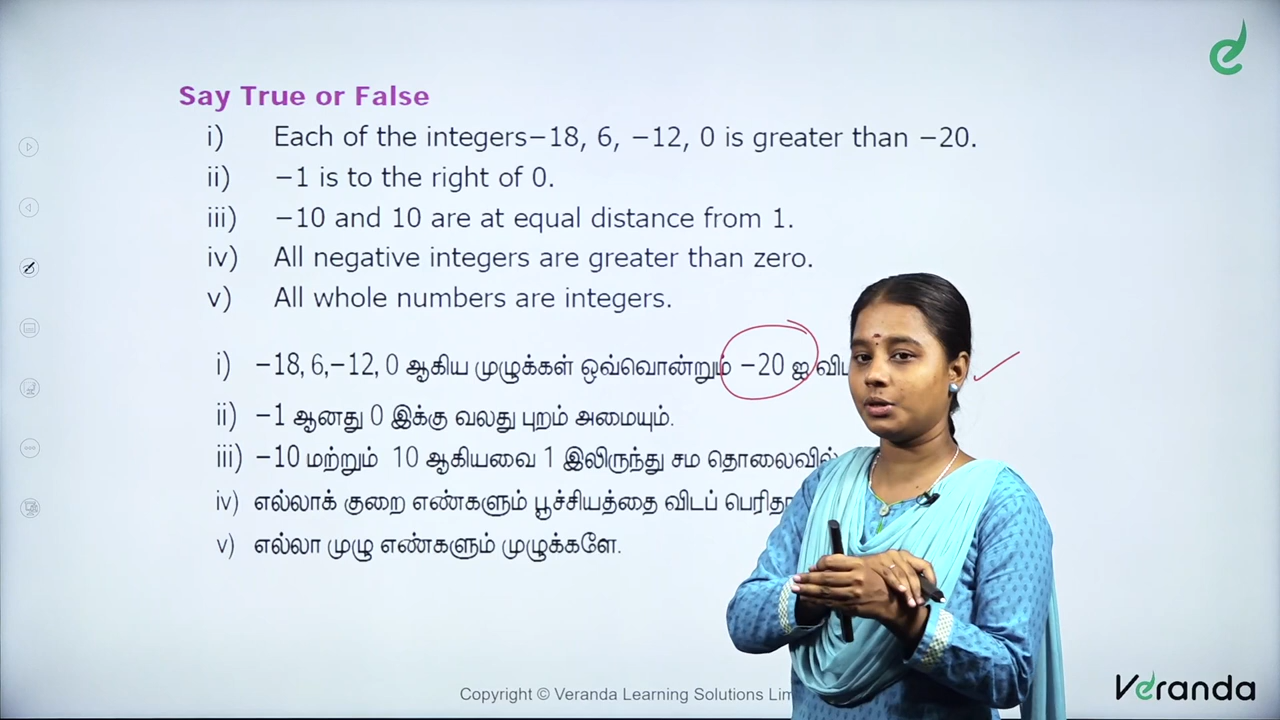 Say True or False
i) Each of the integers−18, 6, −12, 0 is greater than −20.
ii) −1 is to the right of 0.
iii) −10 and 10 are at equal distance from 1.
iv) All negative integers are greater than zero.
v) All whole numbers are integers.
i) −18, 6,−12, 0 ஆகிய முழுக்கள் ஒவ்வொன்றும் −20 ஐ
ii) −1 ஆனது 0 இக்கு வலது புறம் அமையும்.
iii) −10 மற்றும் 10 ஆகியவை 1 இலிருந்து சம தொலைவில்
iv) எல்லாக் குறை எண்களும் பூச்சியத்தை விடப்
v) எல்லா முழு எண்களும் முழுக்களே.
Copyright © Veranda Learning Solutions
Veranda